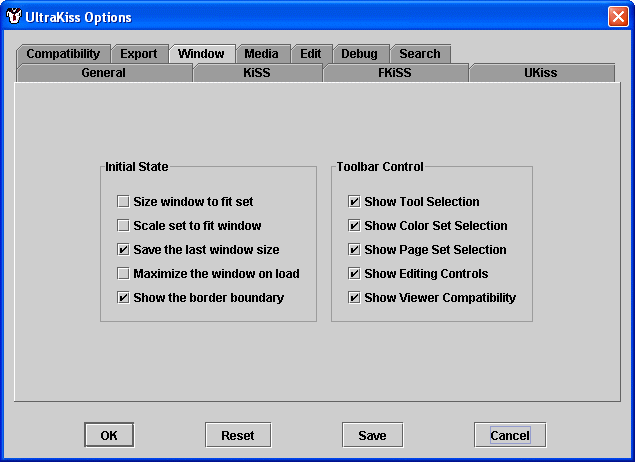 UltraKiss Options
Compatibility Export Window Media Edit Debug Search
General KiSS FKiSS UKiss
Initial State Toolbar Control
Size window to fit set Show Tool Selection
Scale set to fit window Show Color Set Selection
Save the last window size Show Page Set Selection
Maximize the window on load Show Editing Controls
Show the border boundary Show Viewer Compatibility
OK Reset Save Cancel